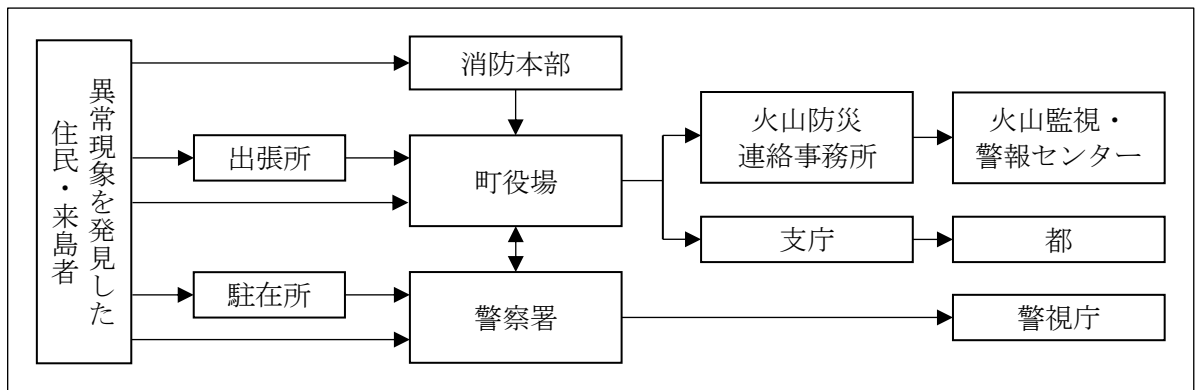 異常現象を発見した
住民・来島者
消防本部
出張所
町役場
駐在所
警察署
火山防災
連絡事務所
火山監視・
警報センター
支庁
都
警視庁